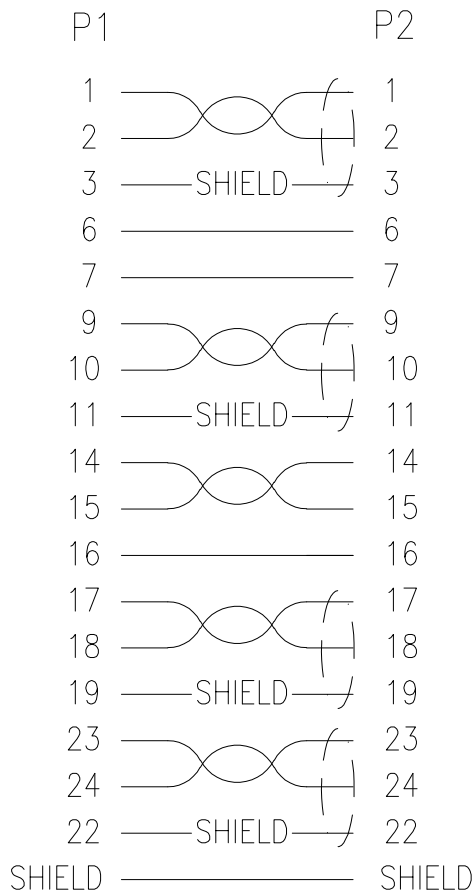 P1 P2
1 1
2 2
3 SHIELD 3
6 6
7 7
9 9
10 10
11 SHIELD 11
14 14
15 15
16 16
17 17
18 18
19 SHIELD 19
23 23
24 24
22 SHIELD 22
SHIELD SHIELD